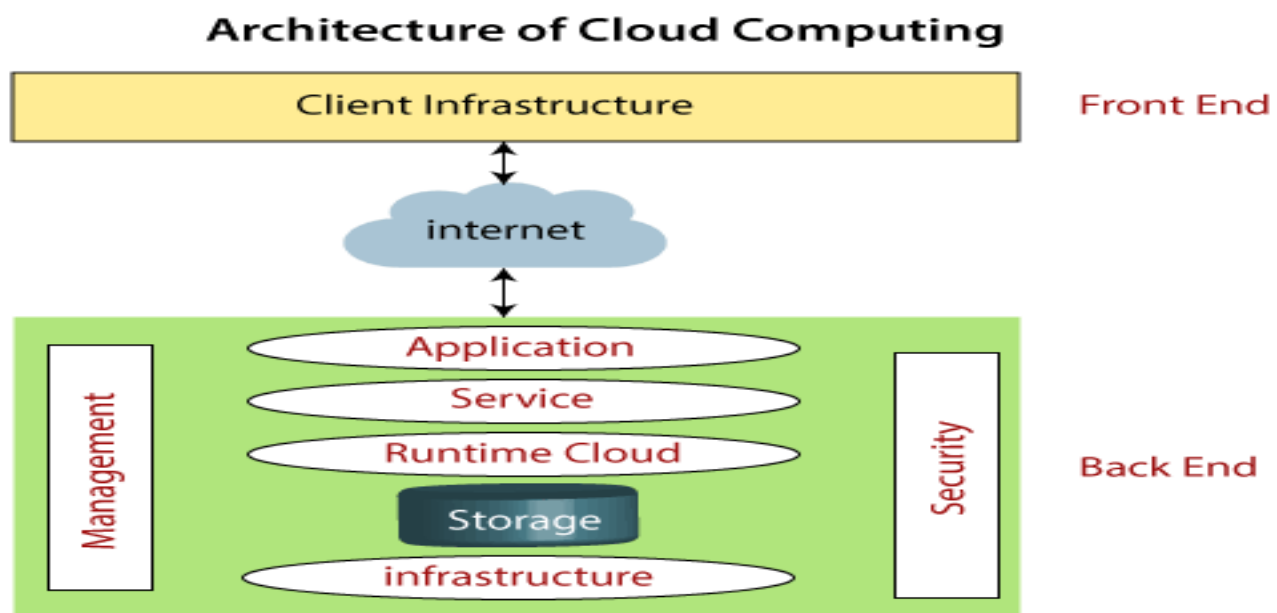 Architecture of Cloud Computing
Client Infrastructure
Front End
internet
Application
Service
Runtime Cloud
Storage
infrastructure
Management
Security
Back End